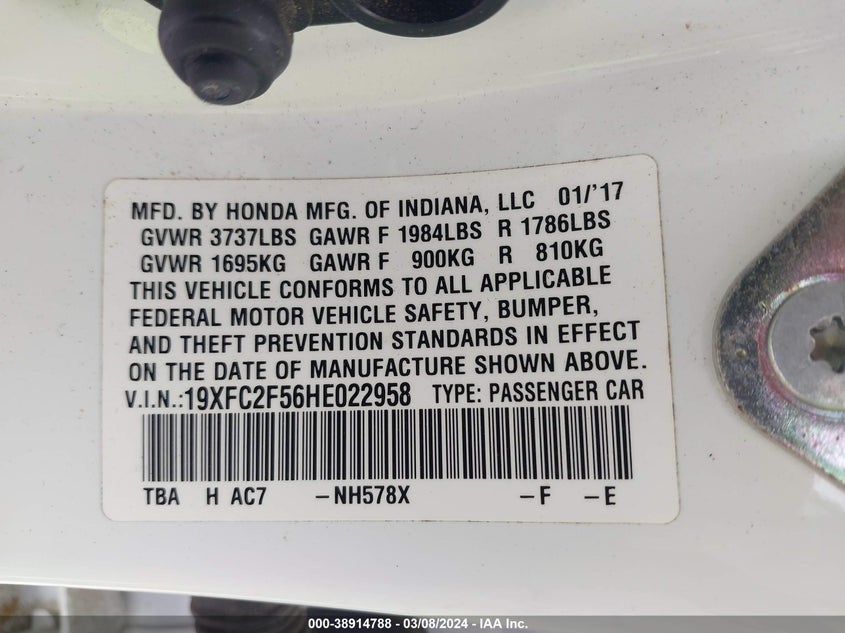 MFD. BY HONDA MFG. OF INDIANA, LLC 01/'17
GVWR 3737LBS GAWR F 1984LBS R 1786LBS
GVWR 1695KG GAWR F 900KG R 810KG
THIS VEHICLE CONFORMS TO ALL APPLICABLE
FEDERAL MOTOR VEHICLE SAFETY, BUMPER,
AND THEFT PREVENTION STANDARDS IN EFFECT
ON THE DATE OF MANUFACTURE SHOWN ABOVE.
V.I.N.:19XFC2F56HE022958 TYPE: PASSENGER CAR
TBA H AC7 –NH578X –F –E
000-38914788 - 03/08/2024 - IAA Inc.